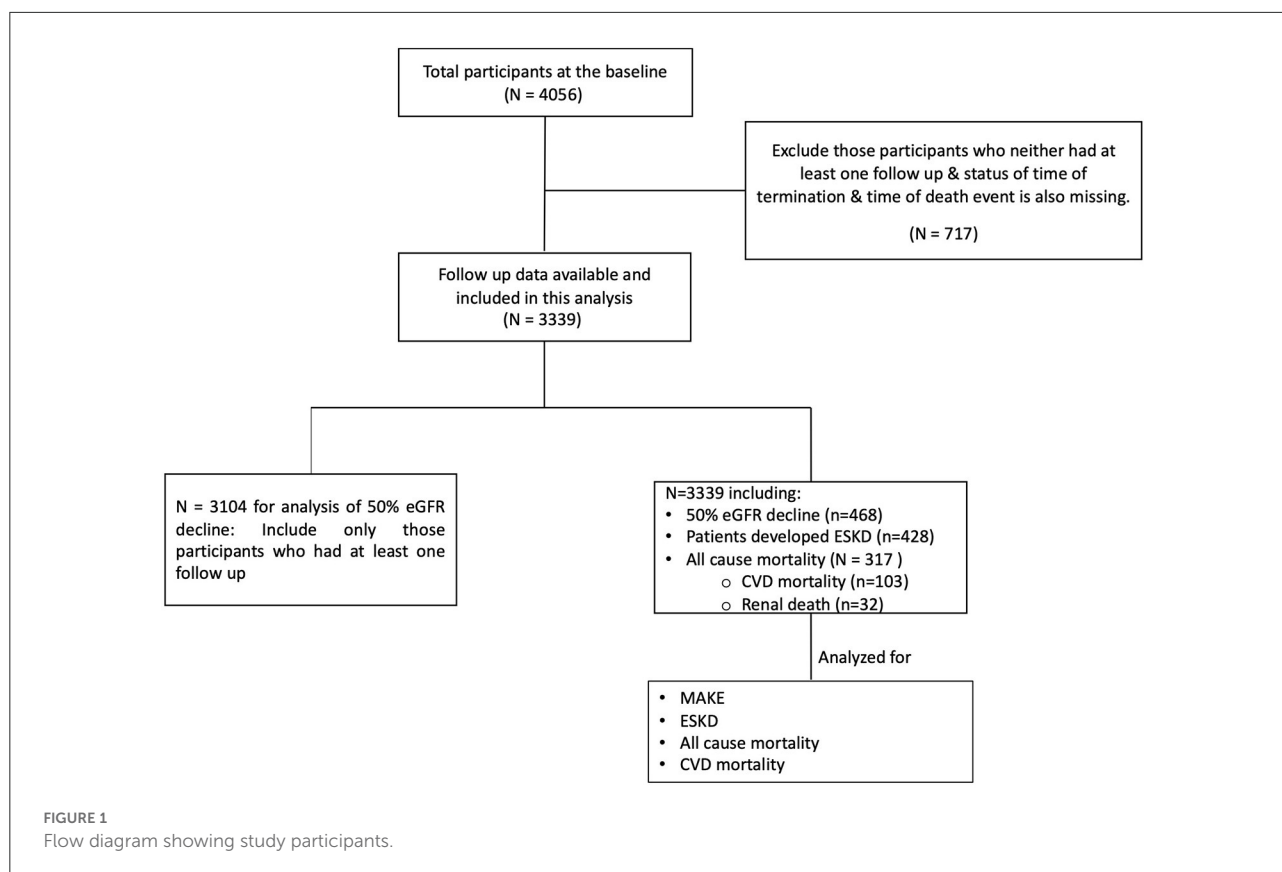 Total participants at the baseline
(N = 4056)
Exclude those participants who neither had at
least one follow up & status of time of
termination & time of death event is also missing.
(N = 717)
Follow up data available and
included in this analysis
(N = 3339)
N = 3104 for analysis of 50% eGFR
decline: Include only those
participants who had at least one
follow up
N=3339 including:
• 50% eGFR decline (n=468)
• Patients developed ESKD (n=428)
• All cause mortality (N = 317 )
o CVD mortality (n=103)
o Renal death (n=32)
Analyzed for
• MAKE
• ESKD
• All cause mortality
• CVD mortality
FIGURE 1
Flow diagram showing study participants.